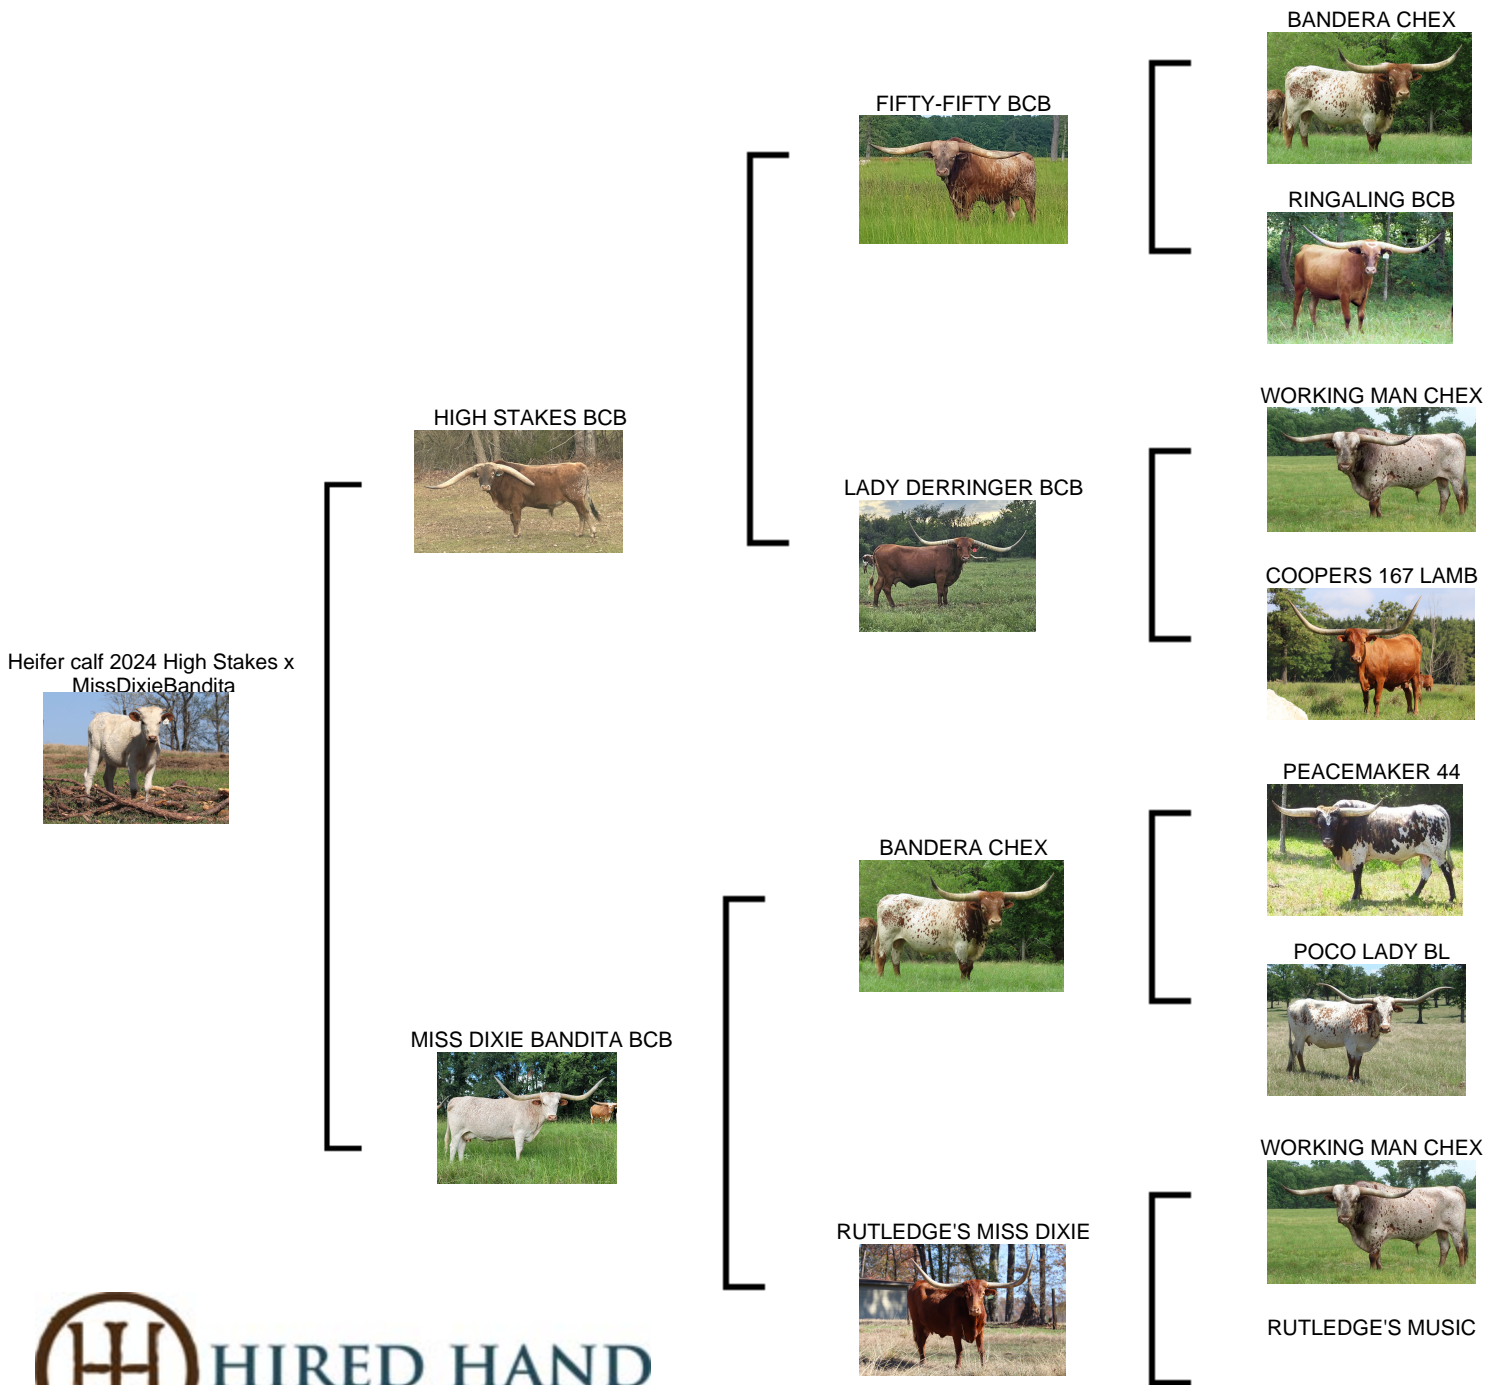 BANDERA CHEX
FIFTY-FIFTY BCB
RINGALING BCB
WORKING MAN CHEX
HIGH STAKES BCB
LADY DERRINGER BCB
COOPERS 167 LAMB
Heifer calf 2024 High Stakes x
MissDixieBandita
PEACEMAKER 44
BANDERA CHEX
POCO LADY BL
MISS DIXIE BANDITA BCB
WORKING MAN CHEX
RUTLEDGE'S MISS DIXIE
RUTLEDGE'S MUSIC
HIRED HAND